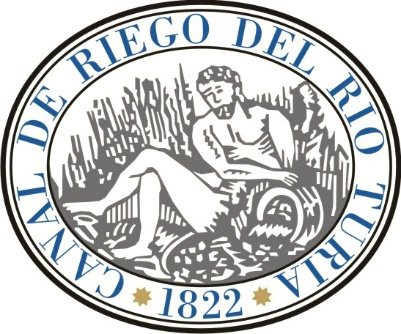 CANAL DE RIEGO DEL RIO TURIA
1822